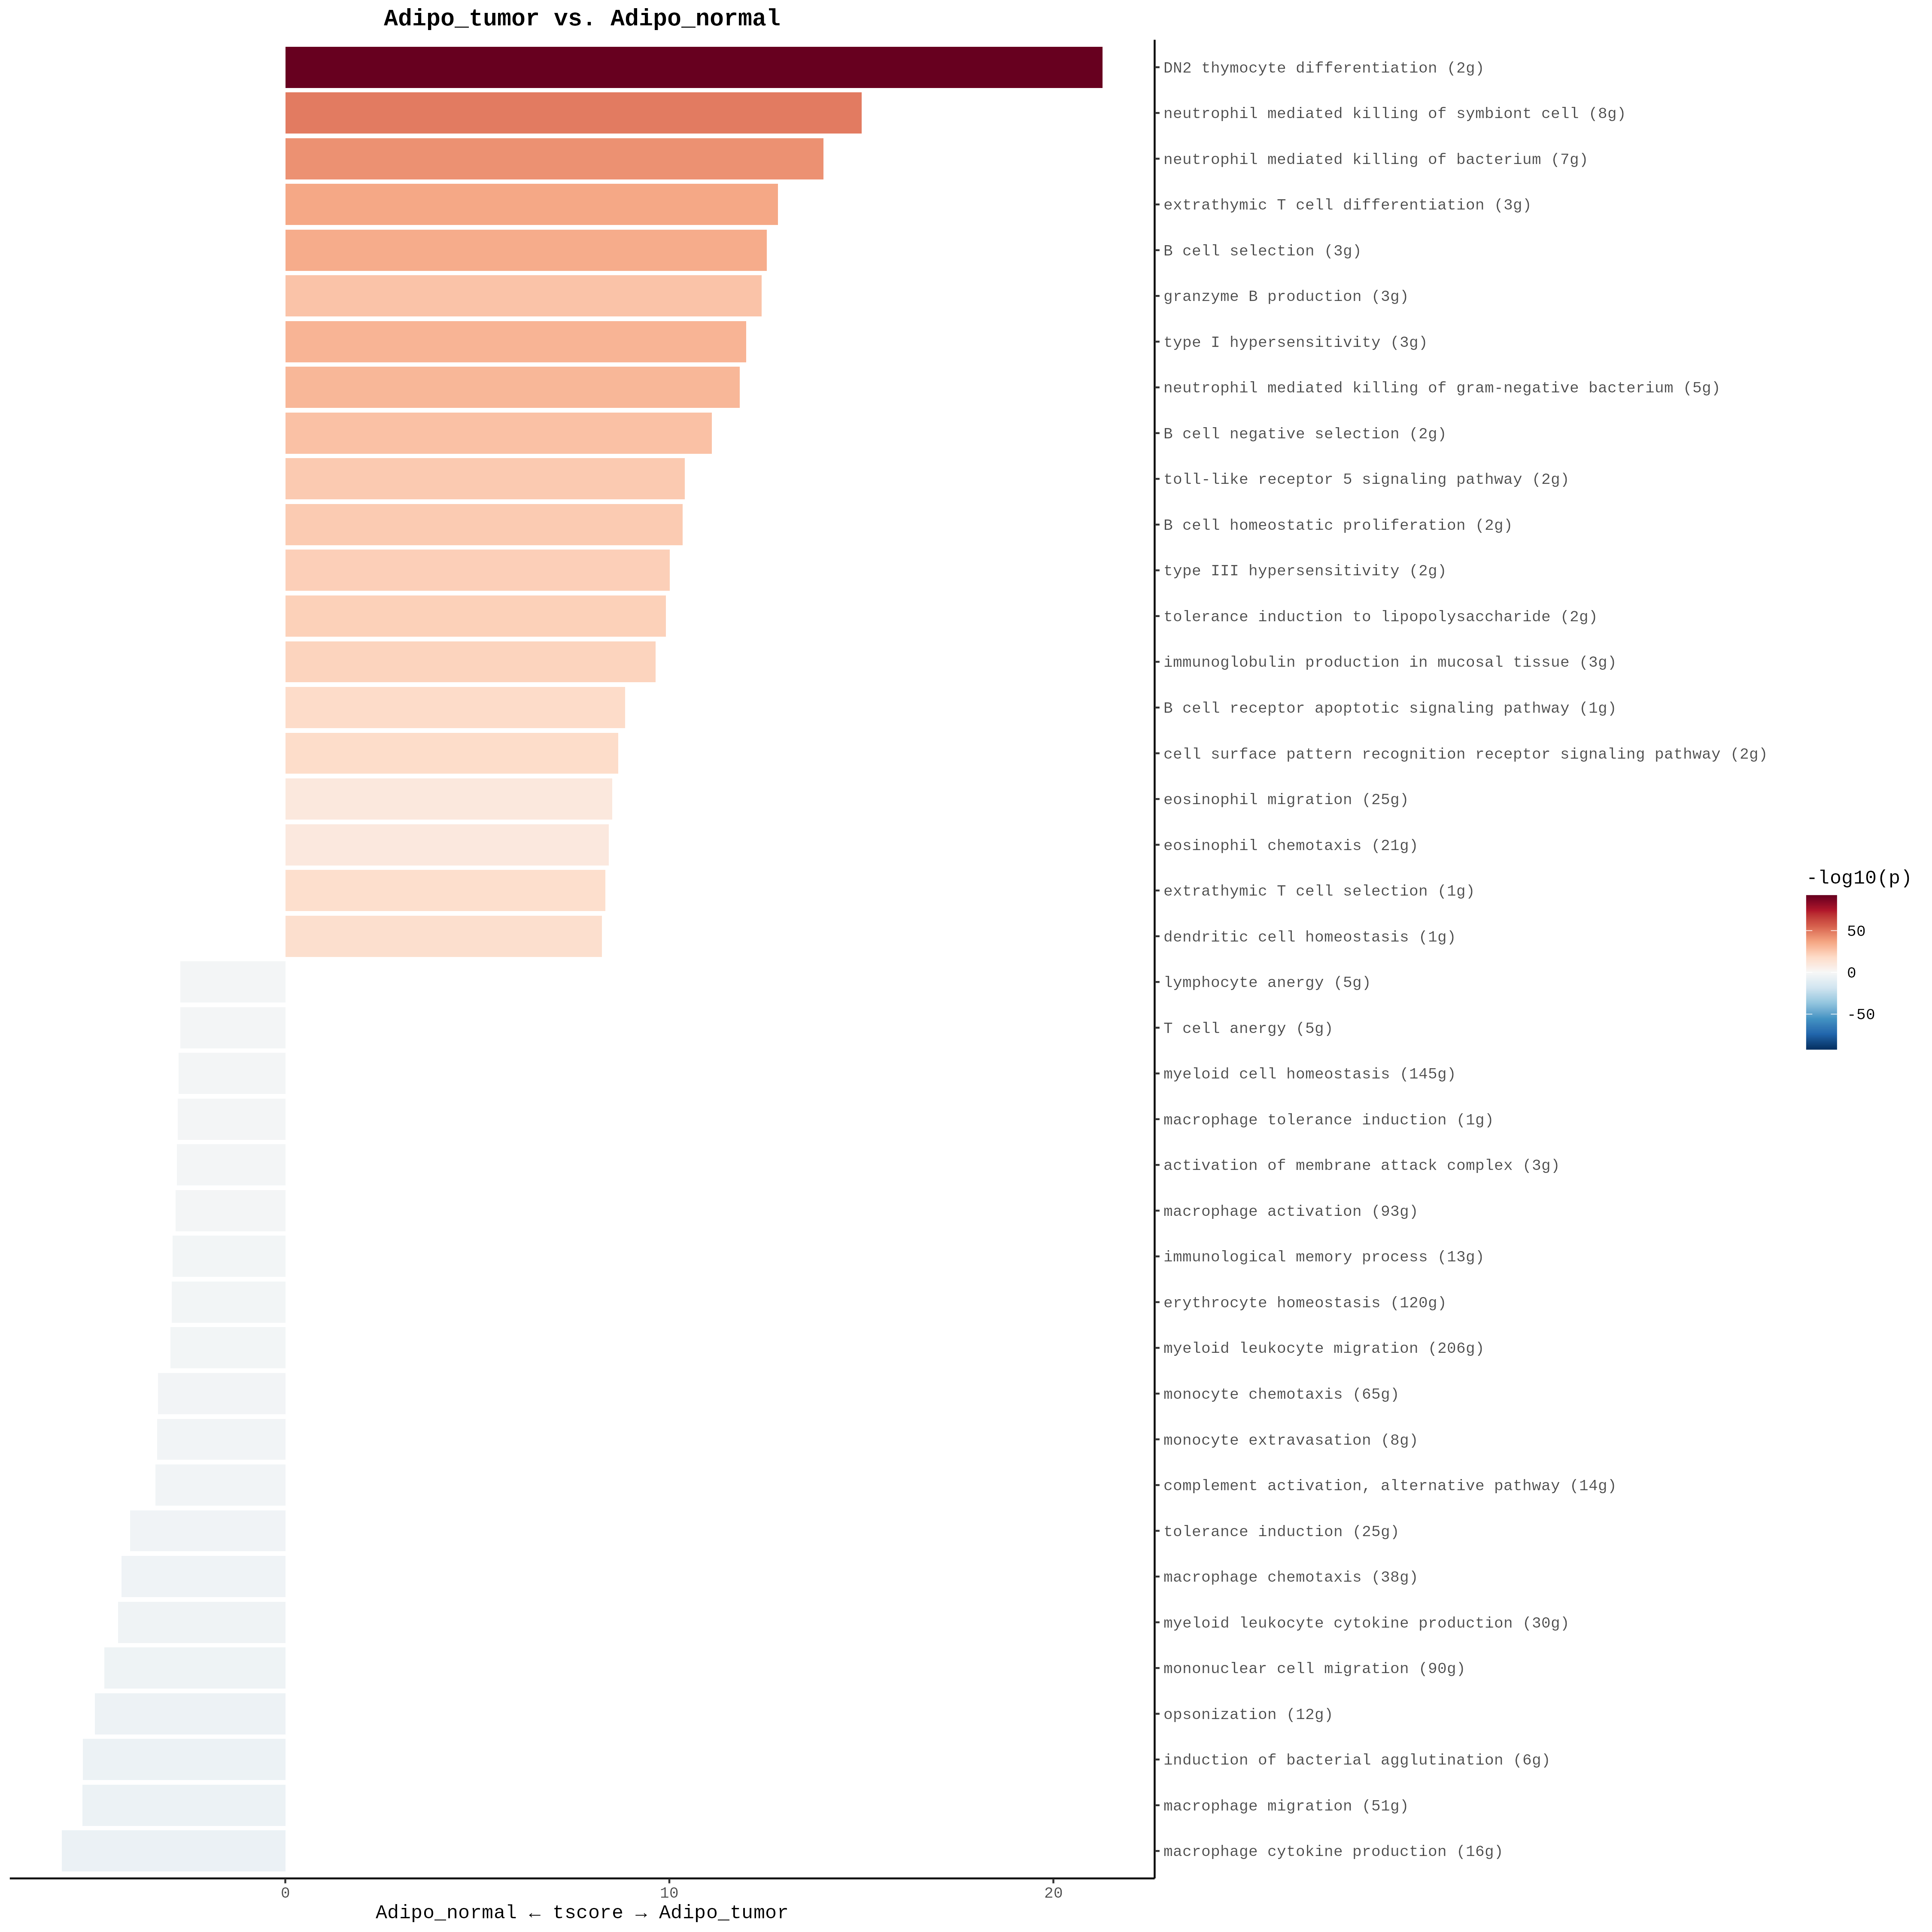 Adipo_tumor vs. Adipo_normal
DN2 thymocyte differentiation (2g)
neutrophil mediated killing of symbiont cell (8g)
neutrophil mediated killing of bacterium (7g)
extrathymic T cell differentiation (3g)
B cell selection (3g)
granzyme B production (3g)
type I hypersensitivity (3g)
neutrophil mediated killing of gram-negative bacterium (5g)
B cell negative selection (2g)
toll-like receptor 5 signaling pathway (2g)
B cell homeostatic proliferation (2g)
type III hypersensitivity (2g)
tolerance induction to lipopolysaccharide (2g)
immunoglobulin production in mucosal tissue (3g)
B cell receptor apoptotic signaling pathway (1g)
cell surface pattern recognition receptor signaling pathway (2g)
eosinophil migration (25g)
eosinophil chemotaxis (21g)
extrathymic T cell selection (1g)
dendritic cell homeostasis (1g)
lymphocyte anergy (5g)
T cell anergy (5g)
myeloid cell homeostasis (145g)
macrophage tolerance induction (1g)
activation of membrane attack complex (3g)
macrophage activation (93g)
immunological memory process (13g)
erythrocyte homeostasis (120g)
myeloid leukocyte migration (206g)
monocyte chemotaxis (65g)
monocyte extravasation (8g)
complement activation, alternative pathway (14g)
tolerance induction (25g)
macrophage chemotaxis (38g)
myeloid leukocyte cytokine production (30g)
mononuclear cell migration (90g)
opsonization (12g)
induction of bacterial agglutination (6g)
macrophage migration (51g)
macrophage cytokine production (16g)
0 10 20
Adipo_normal ← tscore → Adipo_tumor
-log10(p)
50
0
-50